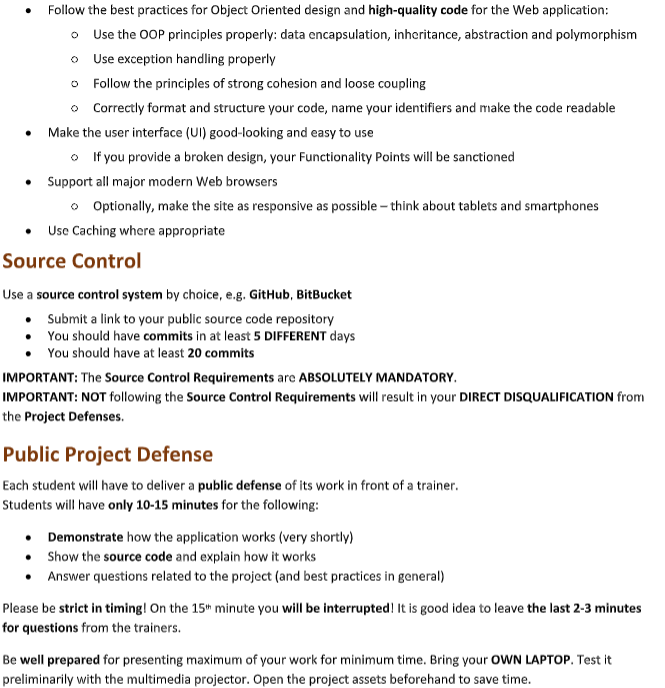 • Follow the best practices for Object Oriented design and high-quality code for the Web application:
o Use the OOP principles properly: data encapsulation, inheritance, abstraction and polymorphism
o Use exception handling properly
o Follow the principles of strong cohesion and loose coupling
o Correctly format and structure your code, name your identifiers and make the code readable
• Make the user interface (UI) good-looking and easy to use
o If you provide a broken design, your Functionality Points will be sanctioned
• Support all major modern Web browsers
o Optionally, make the site as responsive as possible – think about tablets and smartphones
• Use Caching where appropriate
Source Control
Use a source control system by choice, e.g. GitHub, BitBucket
• Submit a link to your public source code repository
• You should have commits in at least 5 DIFFERENT days
• You should have at least 20 commits
IMPORTANT: The Source Control Requirements are ABSOLUTELY MANDATORY.
IMPORTANT: NOT following the Source Control Requirements will result in your DIRECT DISQUALIFICATION from
the Project Defenses.
Public Project Defense
Each student will have to deliver a public defense of its work in front of a trainer.
Students will have only 10-15 minutes for the following:
• Demonstrate how the application works (very shortly)
• Show the source code and explain how it works
• Answer questions related to the project (and best practices in general)
Please be strict in timing! On the 15th minute you will be interrupted! It is good idea to leave the last 2-3 minutes
for questions from the trainers.
Be well prepared for presenting maximum of your work for minimum time. Bring your OWN LAPTOP. Test it
preliminarily with the multimedia projector. Open the project assets beforehand to save time.